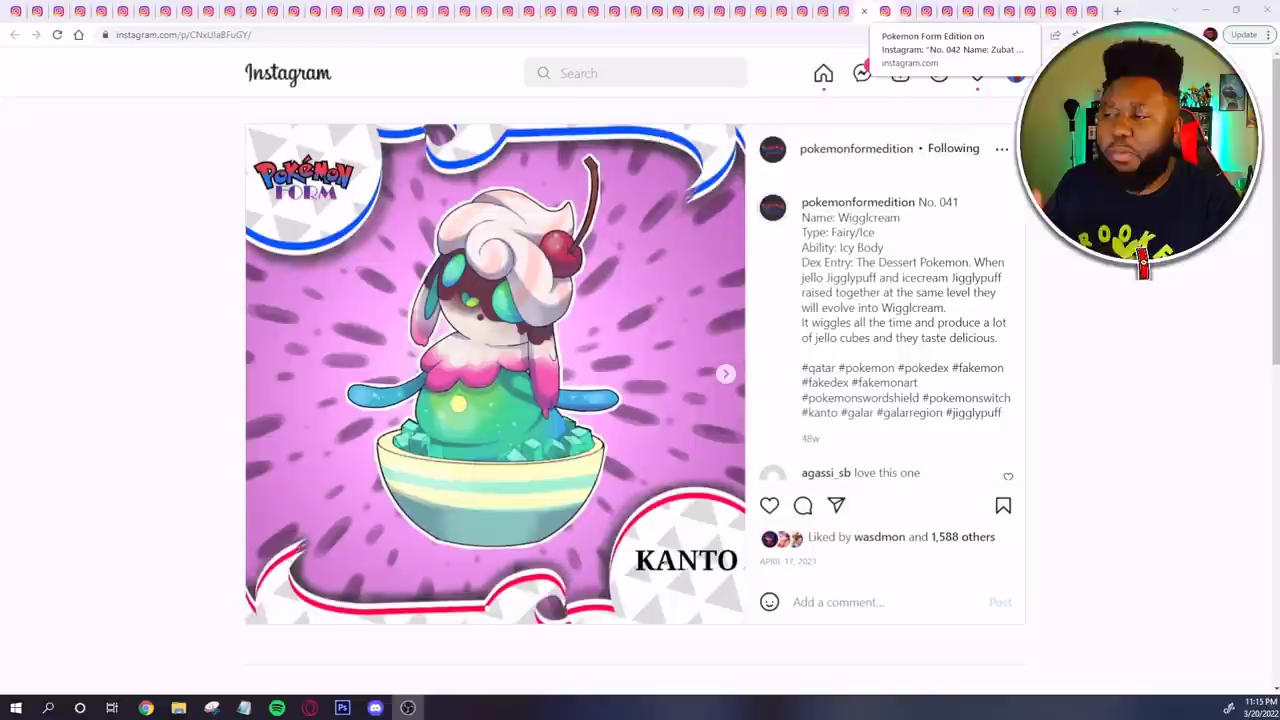 instagram.com/p/CNxUlaBFuGY/
Update
Pokemon Form Edition on
Instagram: "No. 042 Name: Zubat ...
instagram.com
Instagram
Search
POKéMON
FORM
KANTO
pokemonformedition • Following
pokemonformedition No. 041
Name: Wigglcream
Type: Fairy/Ice
Ability: Icy Body
Dex Entry: The Dessert Pokemon. When
jello Jigglypuff and icecream Jigglypuff
raised together at the same level they
will evolve into Wigglcream.
It wiggles all the time and produce a lot
of jello cubes and they taste delicious.
#qatar #pokemon #pokedex #fakemon
#fakedex #fakemonart
#pokemonswordshield #pokemonswitch
#kanto #galar #galarregion #jigglypuff
48w
agassi_sb love this one
Liked by wasdmon and 1,588 others
APRIL 17, 2021
Add a comment...
Post
11:15 PM
3/20/2022